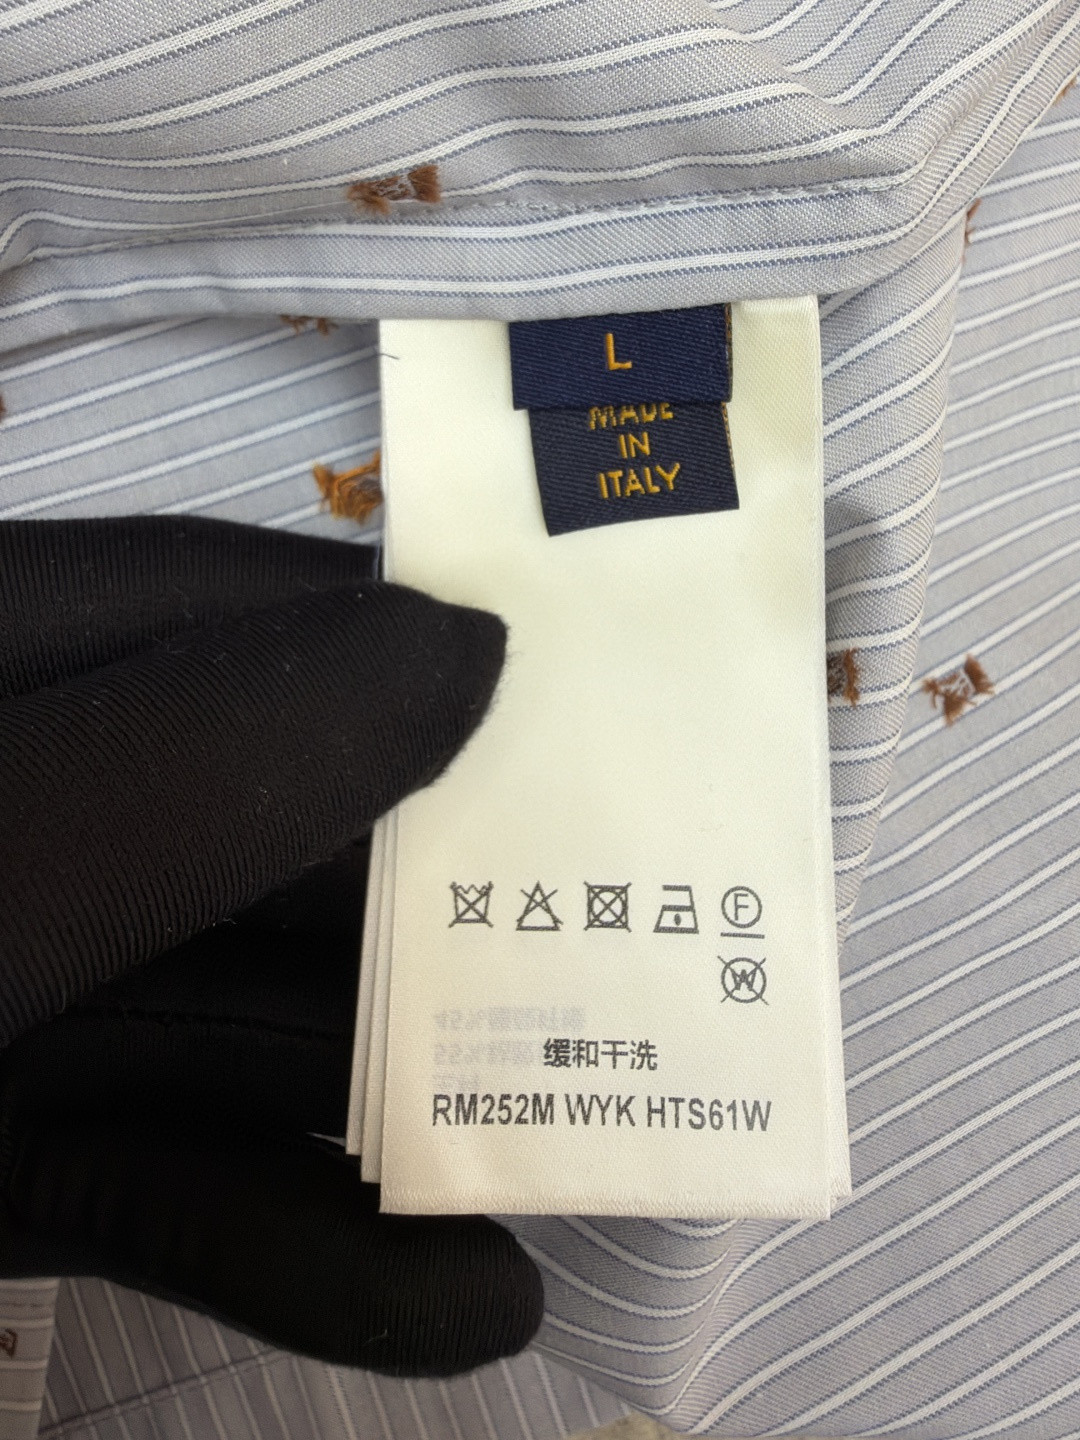 L
MADE
IN
ITALY
F
W
缓和干洗
RM252M WYK HTS61W